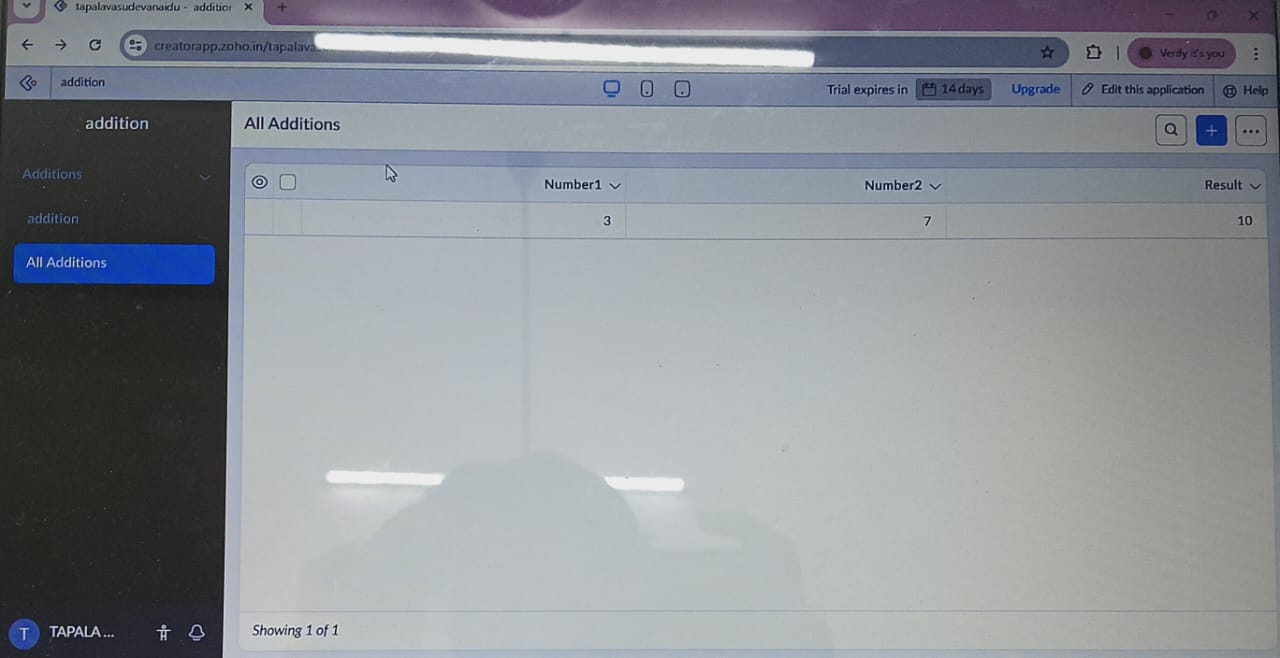 tapalavasudevanaidu - addition
creatorapp.zoho.in/tapalava
Verify it's you
addition
Trial expires in 14 days Upgrade Edit this application Help
addition
All Additions
Additions
addition
All Additions
Number1 Number2 Result
3 7 10
Showing 1 of 1
T TAPALA...